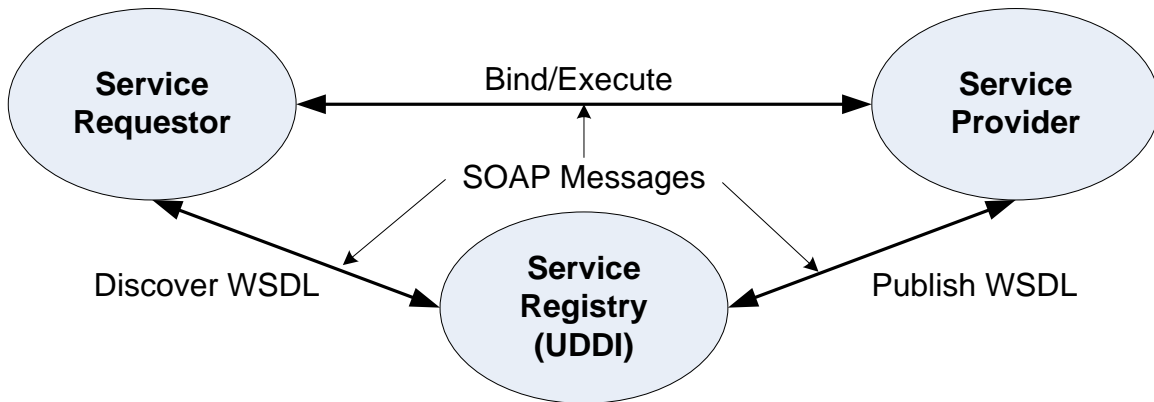 Service
Requestor
Bind/Execute
Service
Provider
SOAP Messages
Discover WSDL
Service
Registry
(UDDI)
Publish WSDL